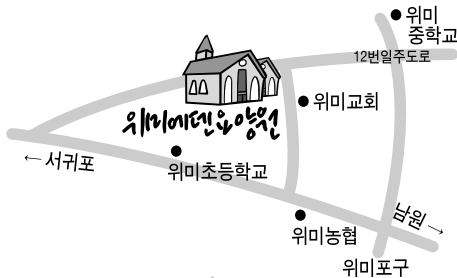 위미
중학교
12번일주도로
위미교회
위미에덴요양원
← 서귀포
위미초등학교
남원 →
위미농협
위미포구